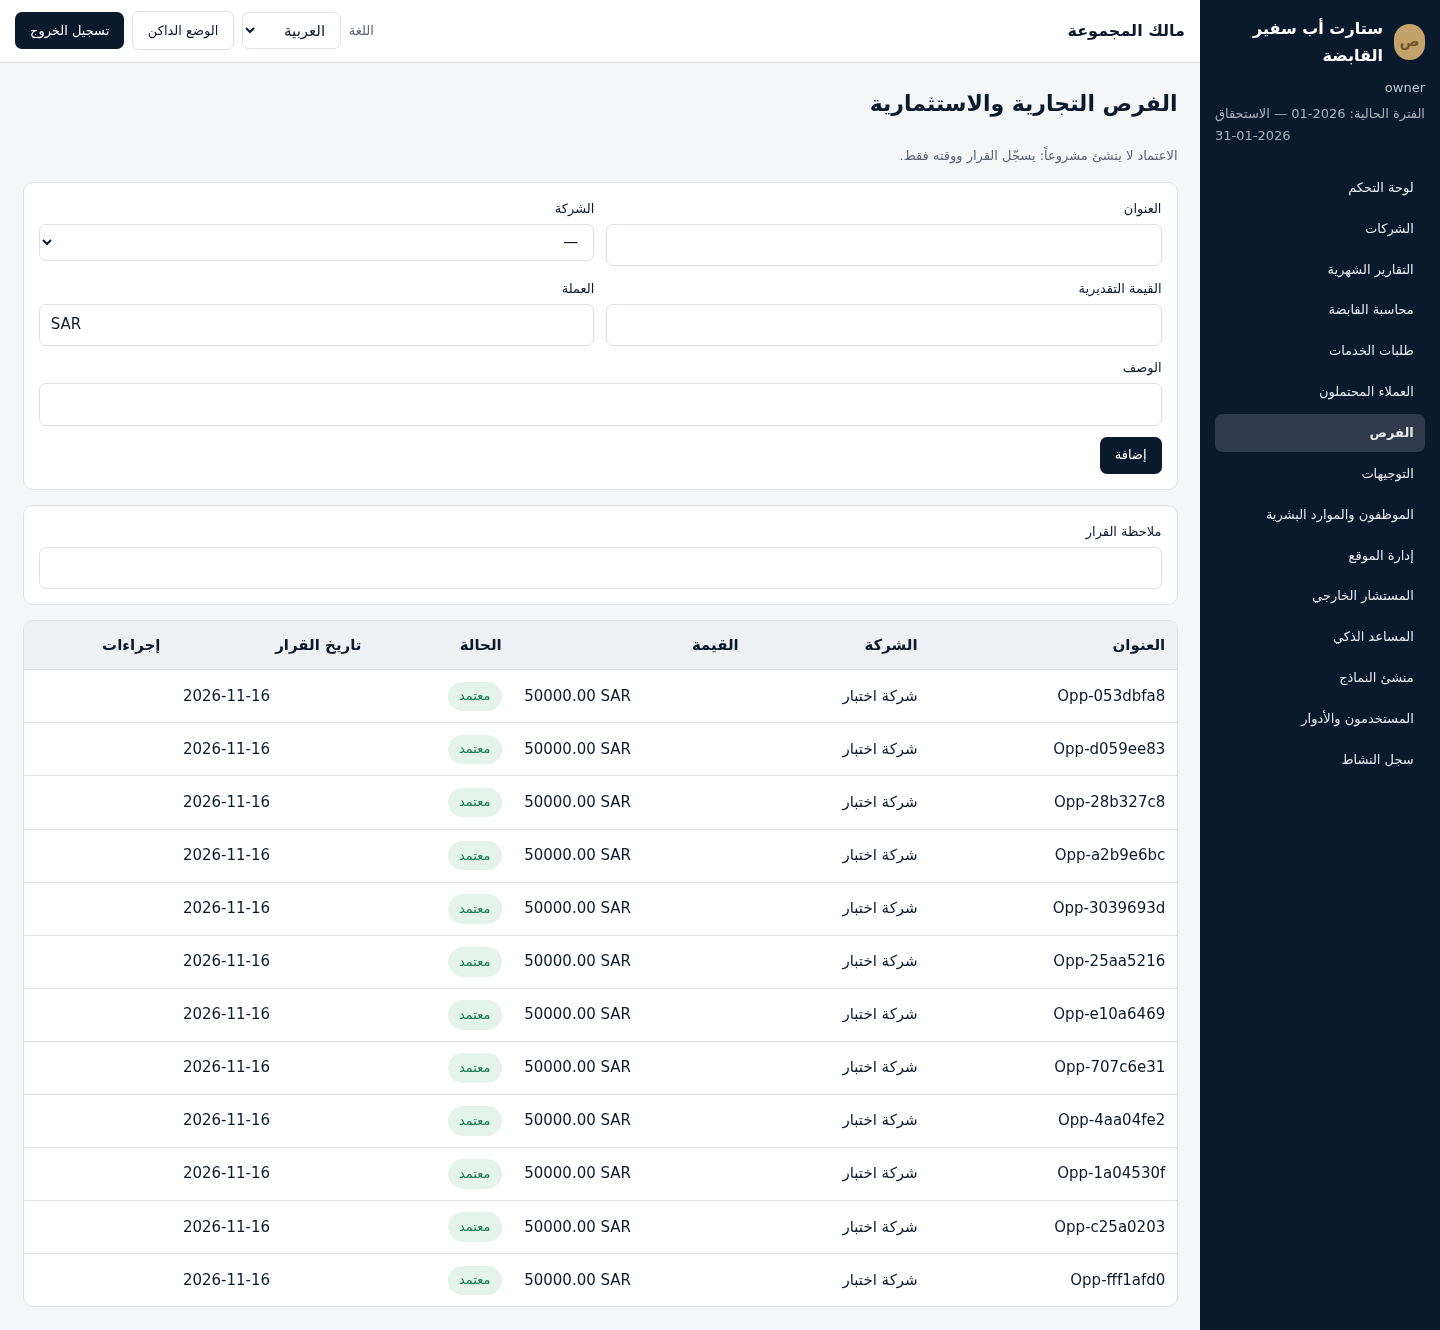 ص
ستارت أب سفير
القابضة
owner
الفترة الحالية: 2026-01 — الاستحقاق
2026-01-31
لوحة التحكم
الشركات
التقارير الشهرية
محاسبة القابضة
طلبات الخدمات
العملاء المحتملون
الفرص
التوجيهات
الموظفون والموارد البشرية
إدارة الموقع
المستشار الخارجي
المساعد الذكي
منشئ النماذج
المستخدمون والأدوار
سجل النشاط
مالك المجموعة
اللغة العربية الوضع الداكن تسجيل الخروج
الفرص التجارية والاستثمارية
الاعتماد لا ينشئ مشروعاً: يسجّل القرار ووقته فقط.
العنوان الشركة
—
القيمة التقديرية العملة
SAR
الوصف
إضافة
ملاحظة القرار
العنوان الشركة القيمة الحالة تاريخ القرار إجراءات
Opp-053dbfa8 شركة اختبار 50000.00 SAR معتمد 2026-11-16
Opp-d059ee83 شركة اختبار 50000.00 SAR معتمد 2026-11-16
Opp-28b327c8 شركة اختبار 50000.00 SAR معتمد 2026-11-16
Opp-a2b9e6bc شركة اختبار 50000.00 SAR معتمد 2026-11-16
Opp-3039693d شركة اختبار 50000.00 SAR معتمد 2026-11-16
Opp-25aa5216 شركة اختبار 50000.00 SAR معتمد 2026-11-16
Opp-e10a6469 شركة اختبار 50000.00 SAR معتمد 2026-11-16
Opp-707c6e31 شركة اختبار 50000.00 SAR معتمد 2026-11-16
Opp-4aa04fe2 شركة اختبار 50000.00 SAR معتمد 2026-11-16
Opp-1a04530f شركة اختبار 50000.00 SAR معتمد 2026-11-16
Opp-c25a0203 شركة اختبار 50000.00 SAR معتمد 2026-11-16
Opp-fff1afd0 شركة اختبار 50000.00 SAR معتمد 2026-11-16